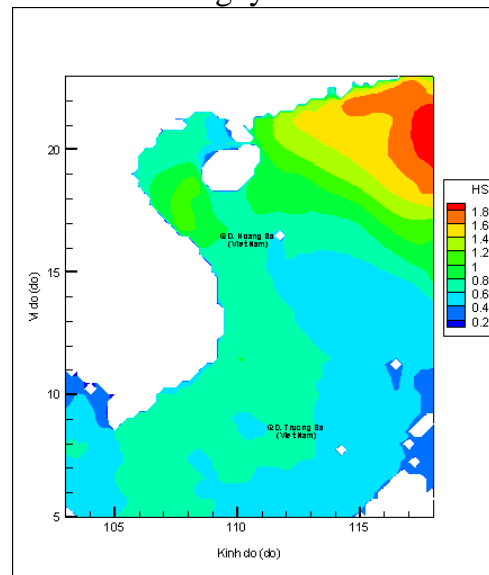 HS
1.8
1.6
1.4
1.2
1
0.8
0.6
0.4
0.2
20
15
10
5
Vi do (do)
QD. Hoang Sa
(Viet Nam)
QD. Truong Sa
(Viet Nam)
105
110
115
Kinh do (do)